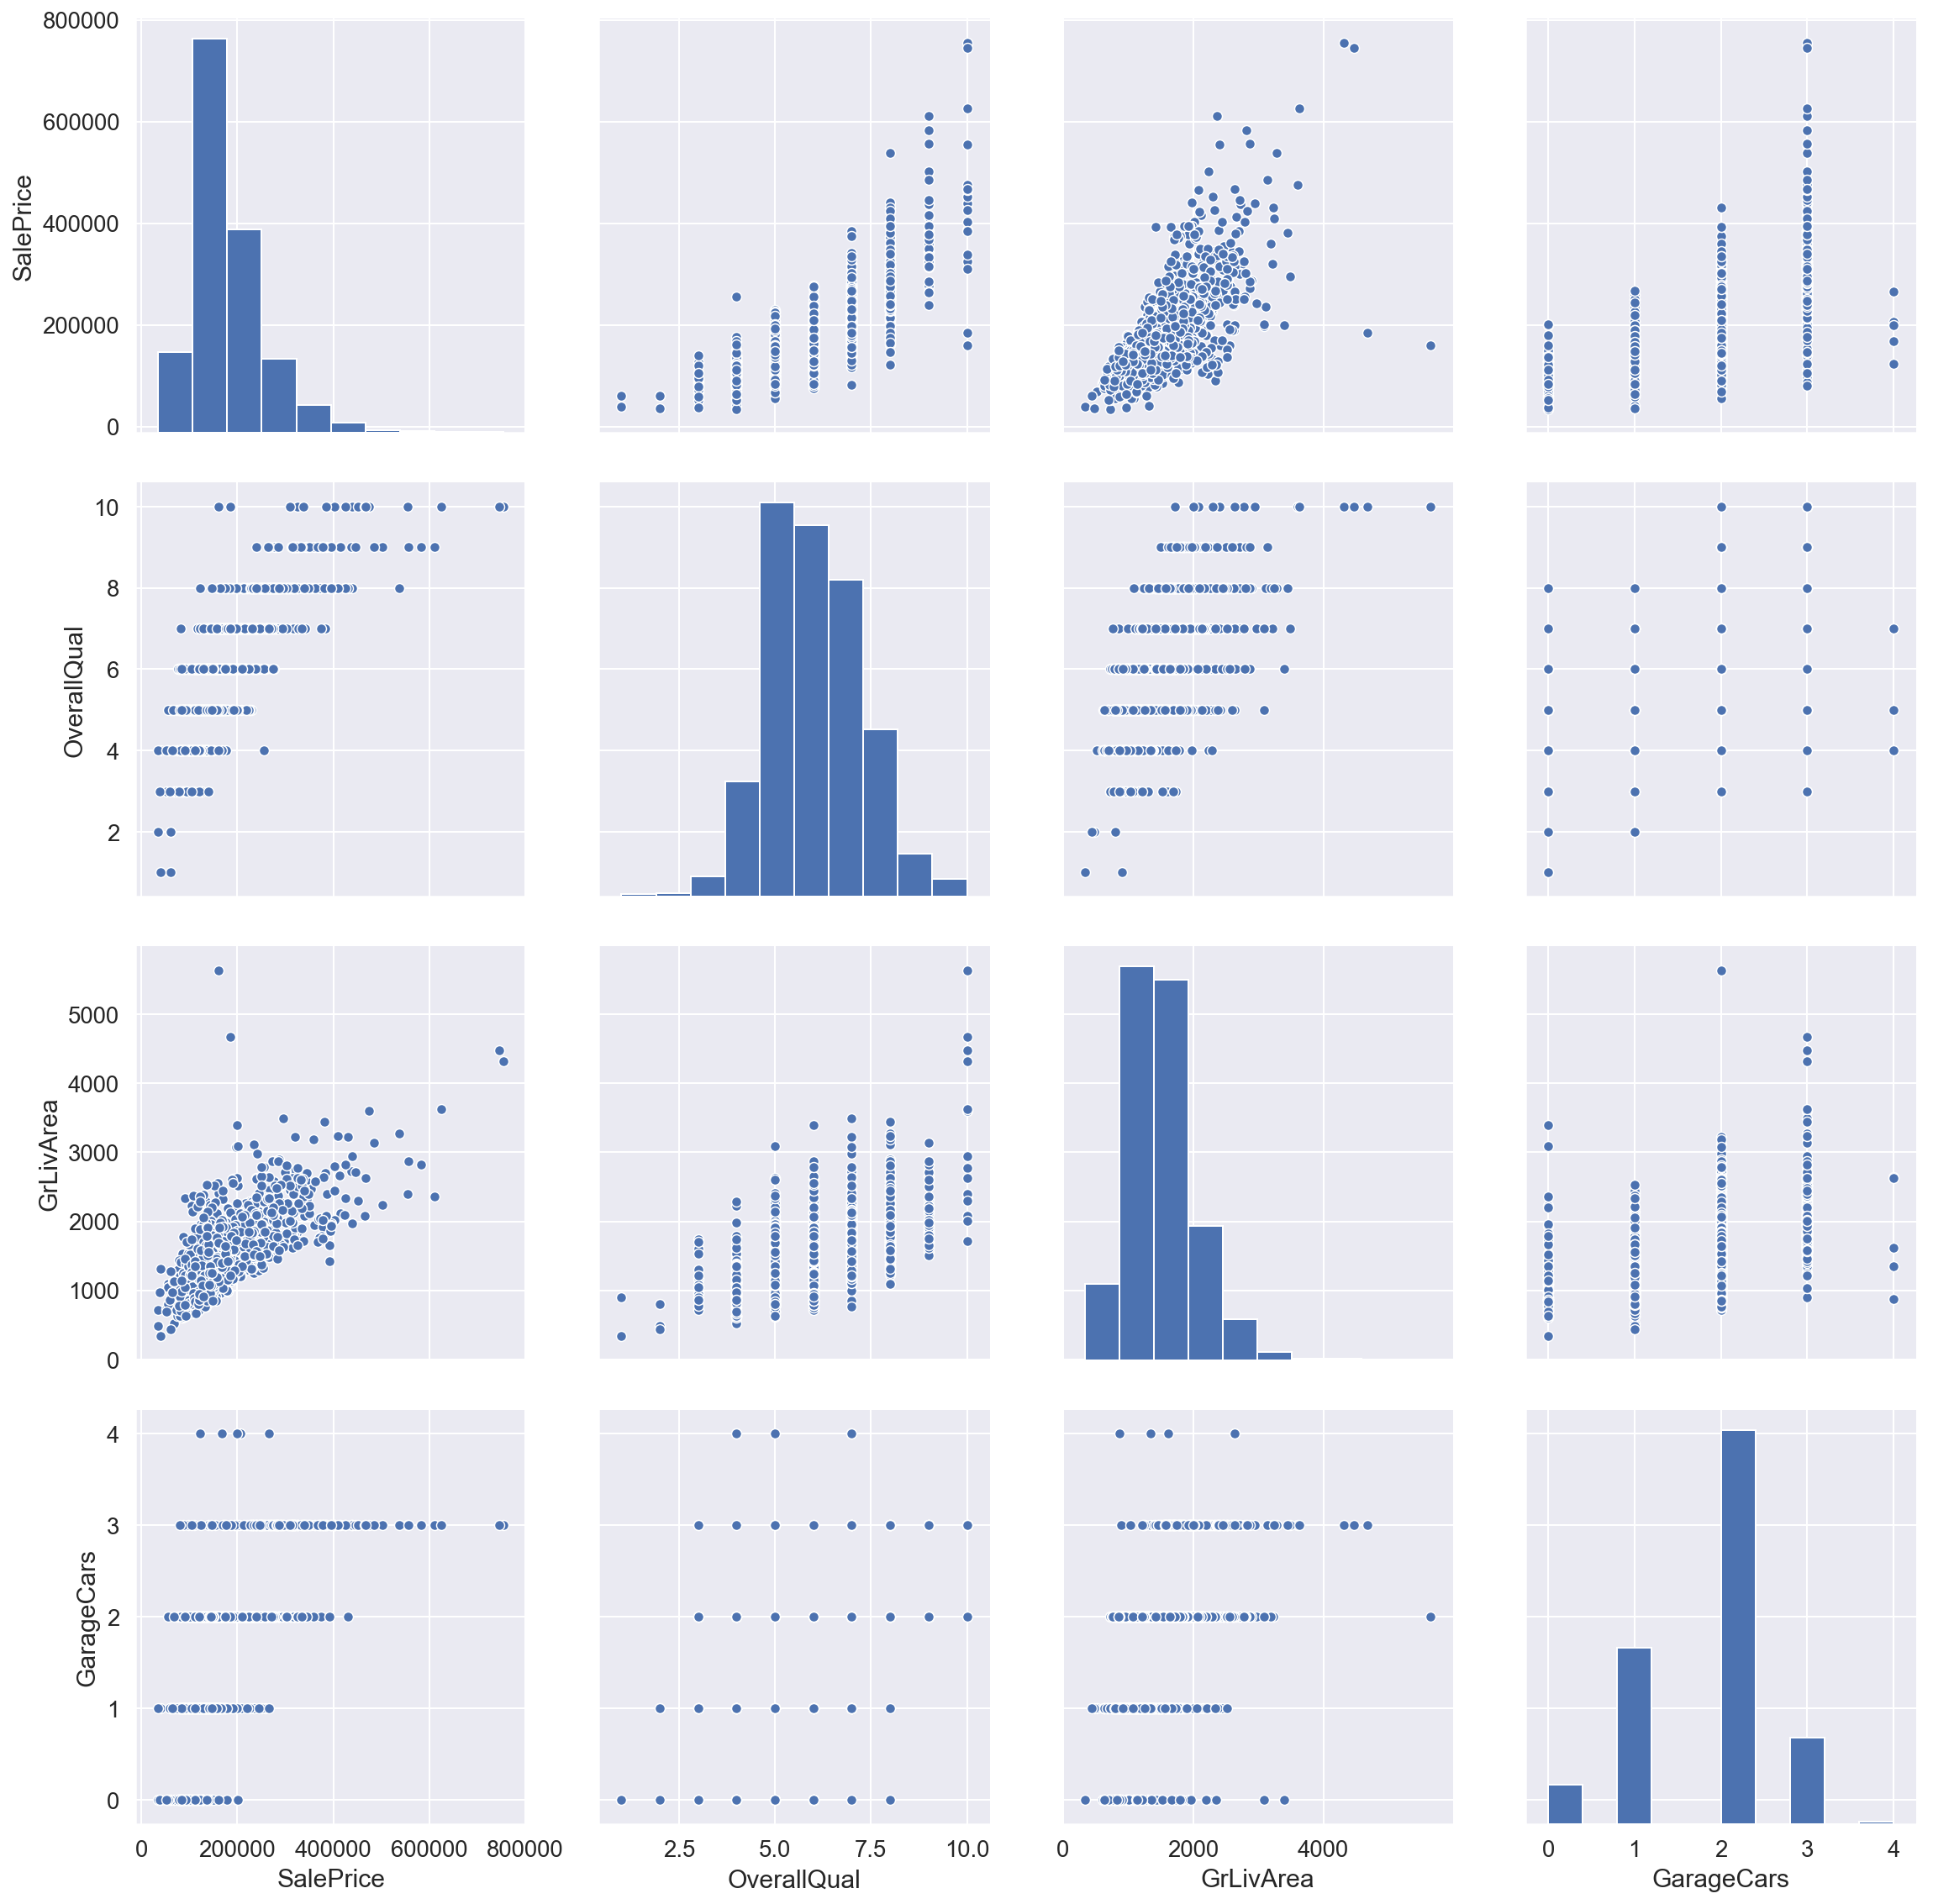 800000
600000
400000
200000
0
SalePrice
10
8
6
4
2
OverallQual
5000
4000
3000
2000
1000
0
GrLivArea
4
3
2
1
0
GarageCars
0 200000 400000 600000 800000
SalePrice
2.5 5.0 7.5 10.0
OverallQual
0 2000 4000
GrLivArea
0 1 2 3 4
GarageCars